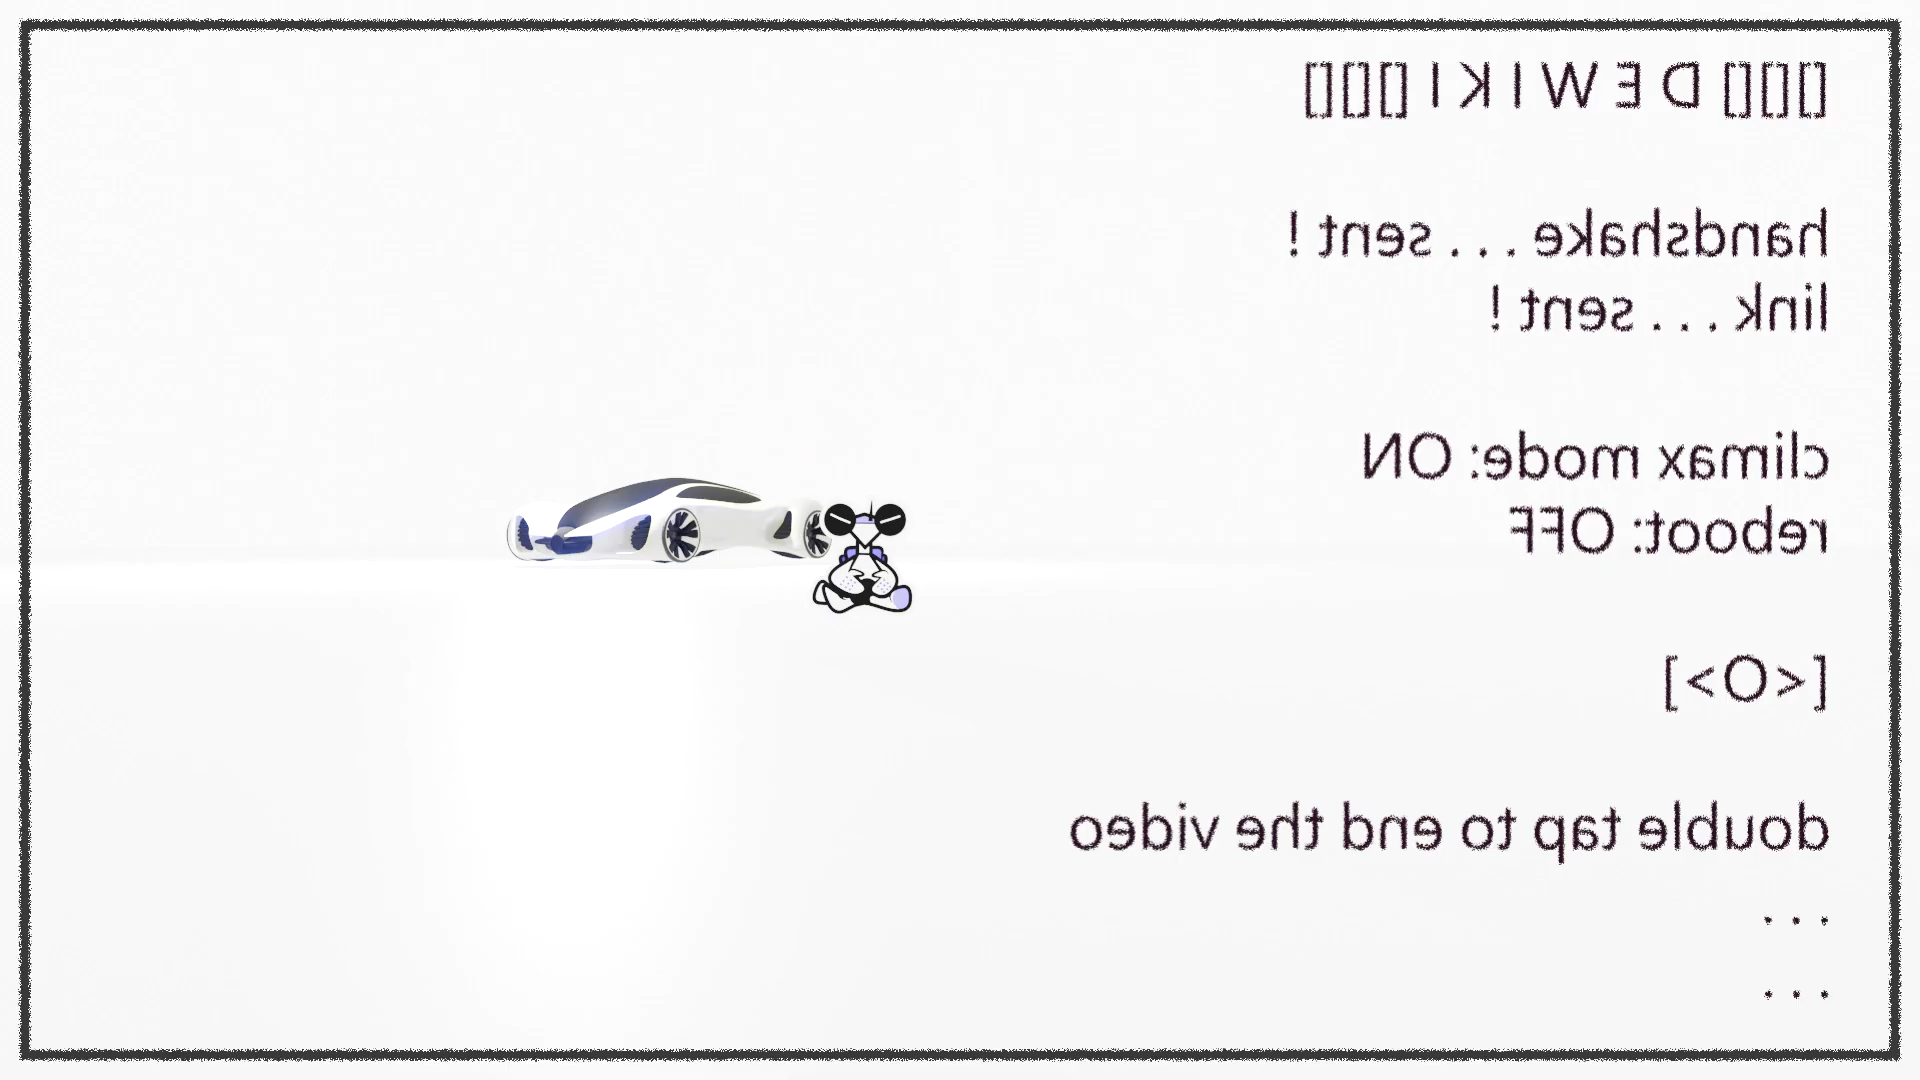 [][][] D E W I K I [][][]
handshake . . . sent !
link . . . sent !
climax mode: ON
reboot: OFF
[<O>]
double tap to end the video
. . .
. . .